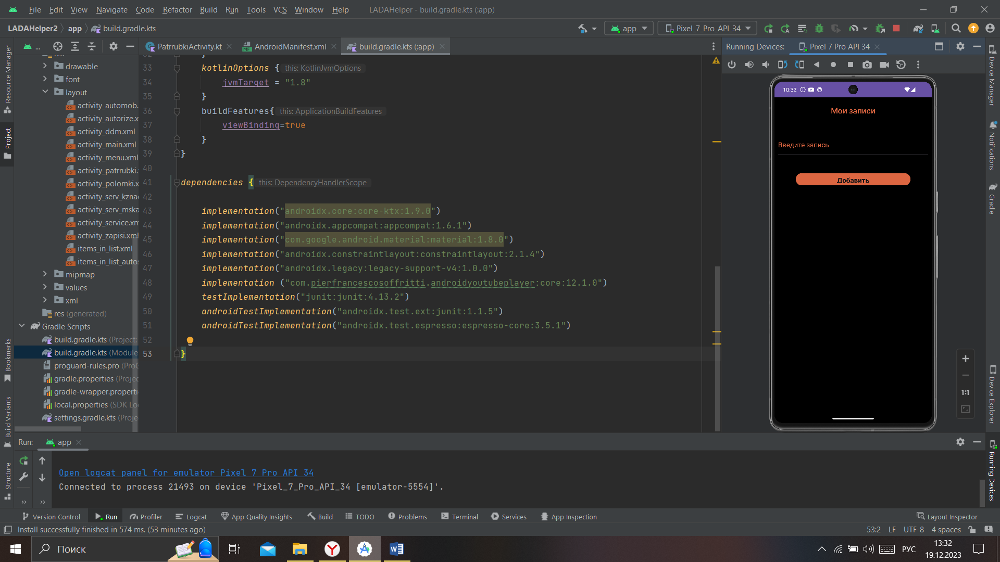 File Edit View Navigate Code Refactor Build Run Tools VCS Window Help LADAHelper - build.gradle.kts (:app)
LADAHelper2 app build.gradle.kts
app Pixel_7_Pro_API_34
...
PatrrubkiActivity.kt AndroidManifest.xml build.gradle.kts (:app)
Running Devices: Pixel 7 Pro API 34
Resource Manager
Project
Bookmarks
Build Variants
Structure
drawable
font
layout
activity_automob.
activity_autorize.x
activity_ddm.xml
activity_main.xml
activity_menu.xml
activity_patrrubki.
activity_polomki.x
activity_serv_kzna
activity_serv_mska
activity_service.xm
activity_zapisi.xml
items_in_list.xml
items_in_list_auto
mipmap
values
xml
res (generated)
Gradle Scripts
build.gradle.kts (Project:
build.gradle.kts (Module
proguard-rules.pro (Pro
gradle.properties (Projec
gradle-wrapper.properti
local.properties (SDK Lo
settings.gradle.kts (Proje
33 kotlinOptions { this: KotlinJvmOptions
34 jvmTarget = "1.8"
35 }
36 buildFeatures{ this: ApplicationBuildFeatures
37 viewBinding=true
38 }
39 }
40
41 dependencies { this: DependencyHandlerScope
42
43 implementation("androidx.core:core-ktx:1.9.0")
44 implementation("androidx.appcompat:appcompat:1.6.1")
45 implementation("com.google.android.material:material:1.8.0")
46 implementation("androidx.constraintlayout:constraintlayout:2.1.4")
47 implementation("androidx.legacy:legacy-support-v4:1.0.0")
48 implementation ("com.pierfrancescosoffritti.androidyoutubeplayer:core:12.1.0")
49 testImplementation("junit:junit:4.13.2")
50 androidTestImplementation("androidx.test.ext:junit:1.1.5")
51 androidTestImplementation("androidx.test.espresso:espresso-core:3.5.1")
52
53 }
10:32
Мои записи
Введите запись
Добавить
1:1
Device Manager
Notifications
Gradle
Device Explorer
Running Devices
Run: app
Open logcat panel for emulator Pixel 7 Pro API 34
Connected to process 21493 on device 'Pixel_7_Pro_API_34 [emulator-5554]'.
Version Control Run Profiler Logcat App Quality Insights Build TODO Problems Terminal Services App Inspection Layout Inspector
Install successfully finished in 574 ms. (53 minutes ago) 53:2 LF UTF-8 4 spaces
Поиск
РУС
13:32
19.12.2023